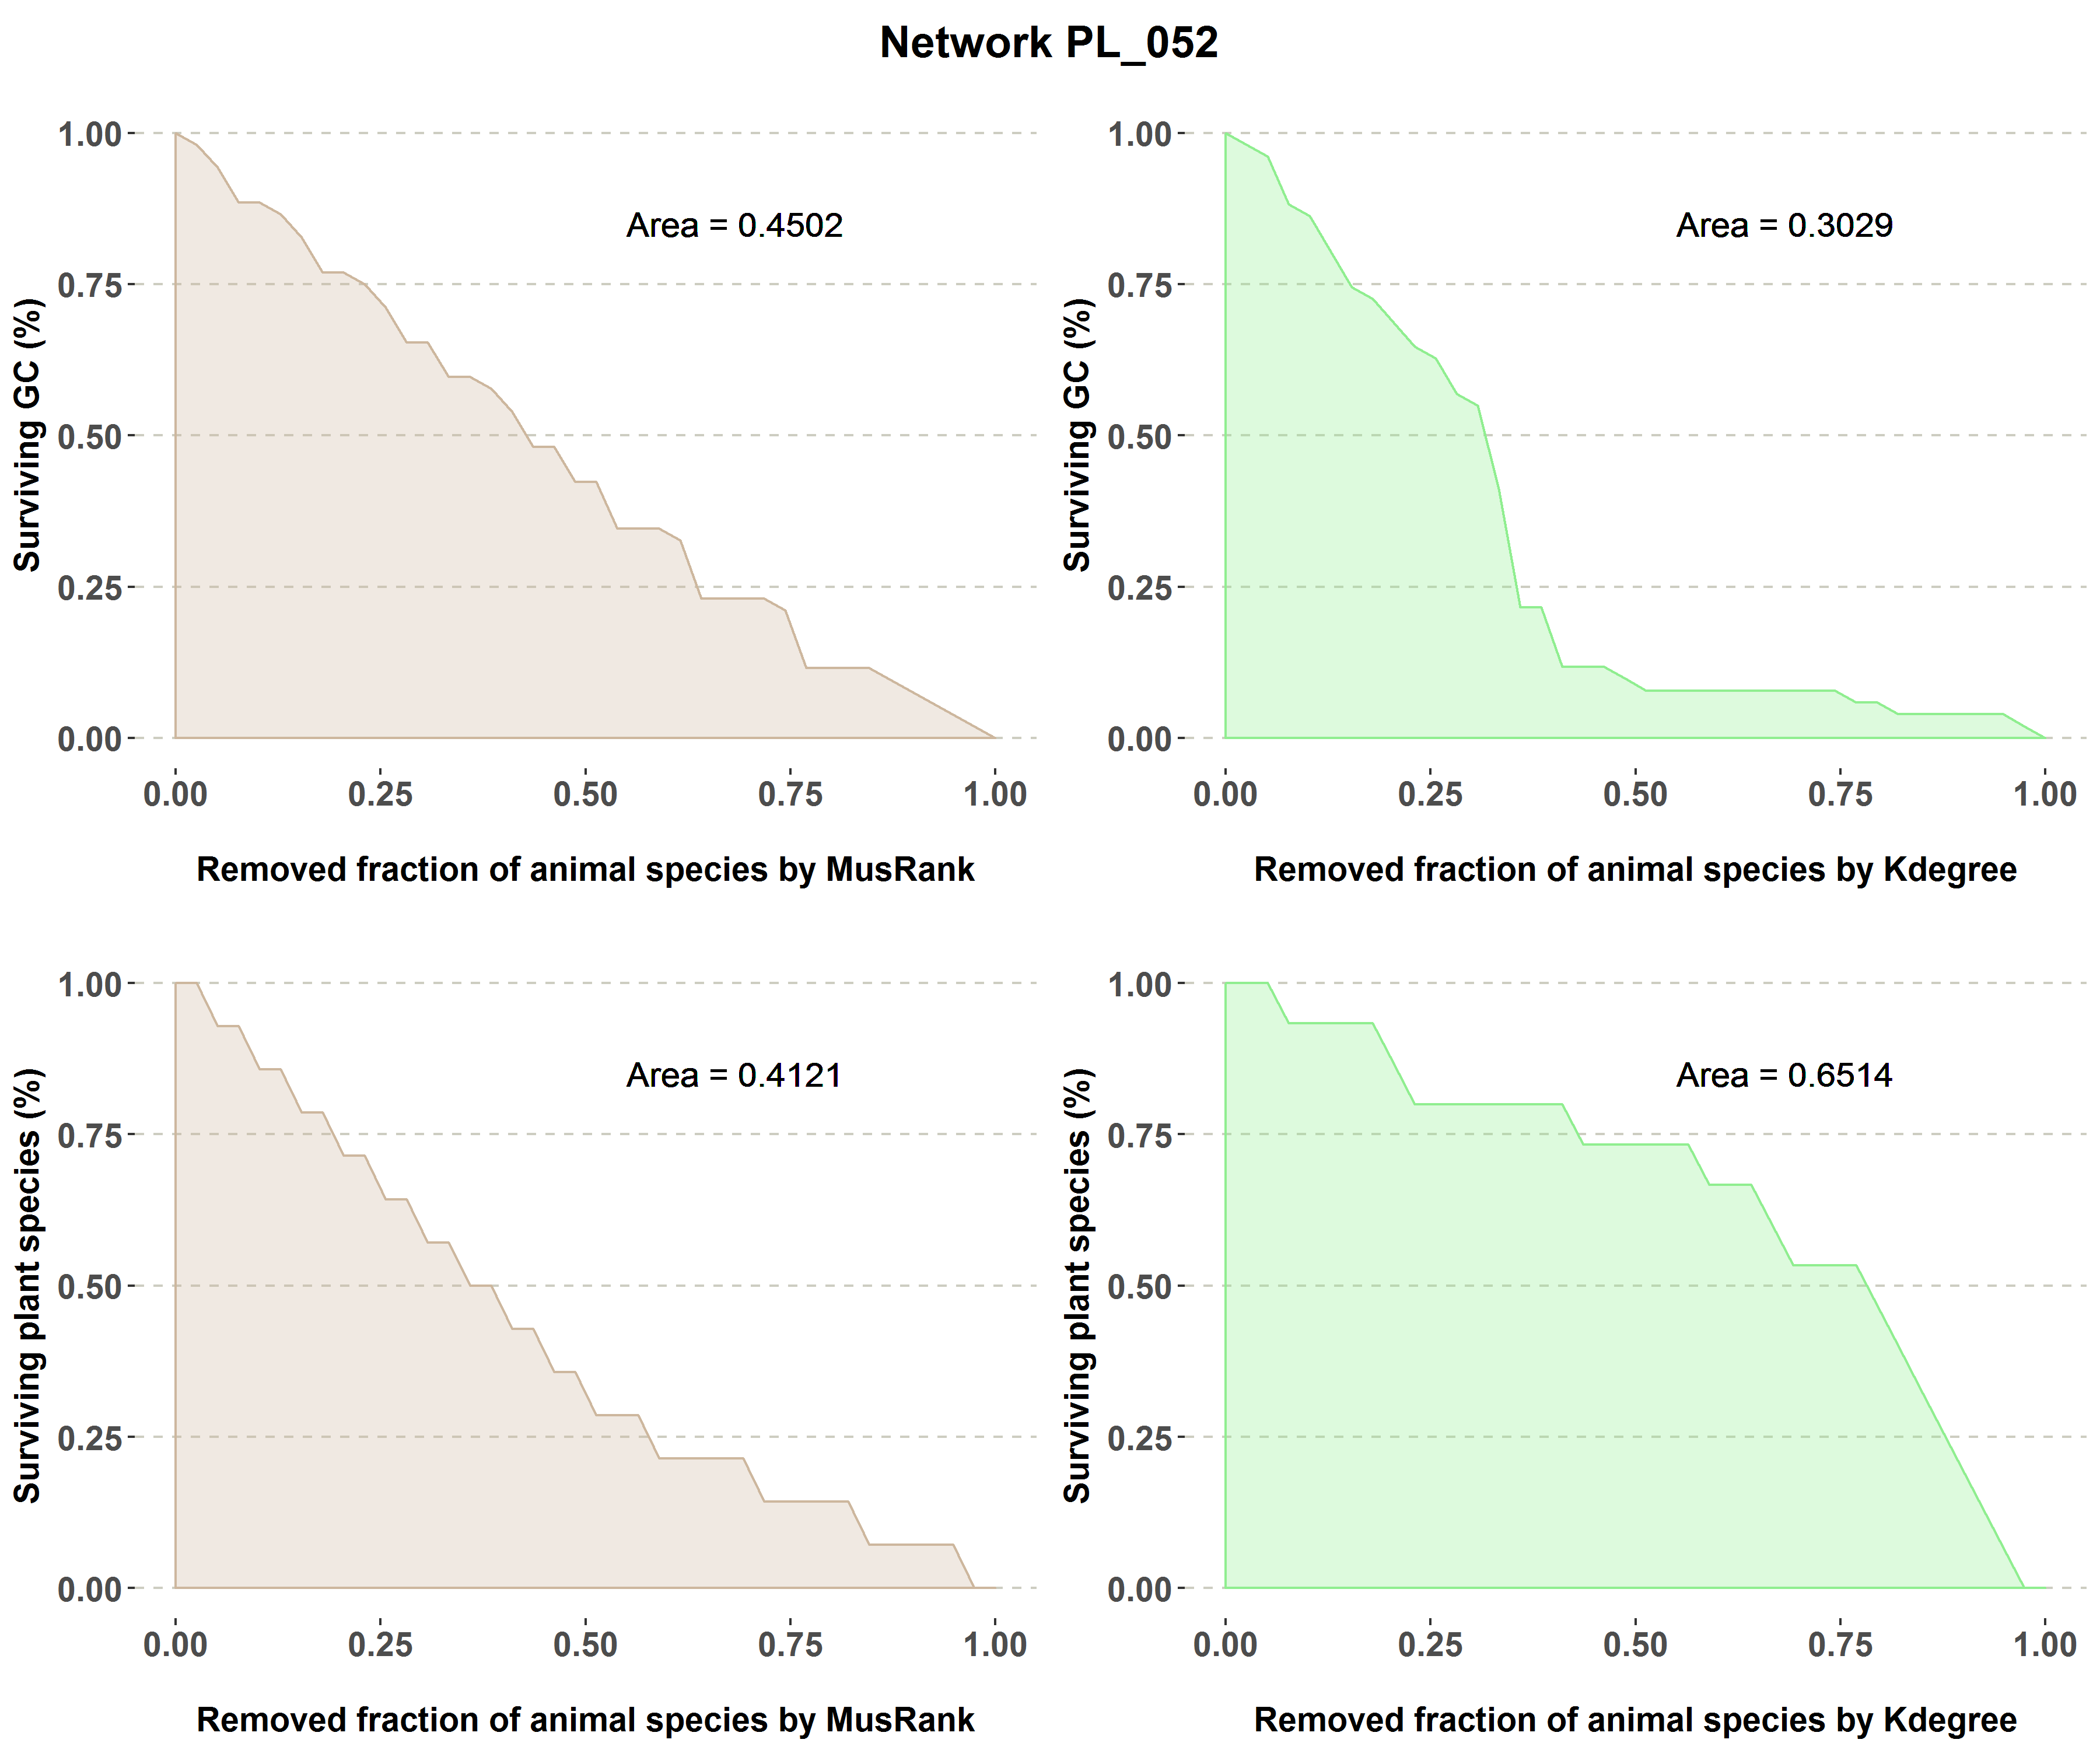 Network PL_052
Surviving GC (%)
1.00
0.75
0.50
0.25
0.00
Area = 0.4502
0.00 0.25 0.50 0.75 1.00
Removed fraction of animal species by MusRank
Surviving GC (%)
1.00
0.75
0.50
0.25
0.00
Area = 0.3029
0.00 0.25 0.50 0.75 1.00
Removed fraction of animal species by Kdegree
Surviving plant species (%)
1.00
0.75
0.50
0.25
0.00
Area = 0.4121
0.00 0.25 0.50 0.75 1.00
Removed fraction of animal species by MusRank
Surviving plant species (%)
1.00
0.75
0.50
0.25
0.00
Area = 0.6514
0.00 0.25 0.50 0.75 1.00
Removed fraction of animal species by Kdegree